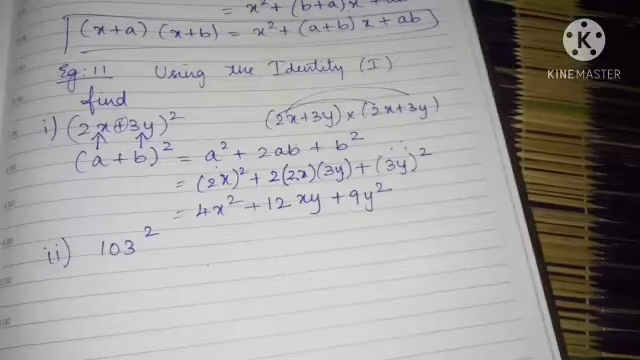 = x² + (b+a)x +
(x+a) (x+b) = x² + (a+b) x + ab
Eg: 11 Using the Identity (I)
find
i) (2x+3y)² (2x+3y) x (2x+3y)
(a+b)² = a² + 2ab + b²
= (2x)² + 2(2x)(3y) + (3y)²
= 4x² + 12xy + 9y²
ii) 103²
K
KINEMASTER